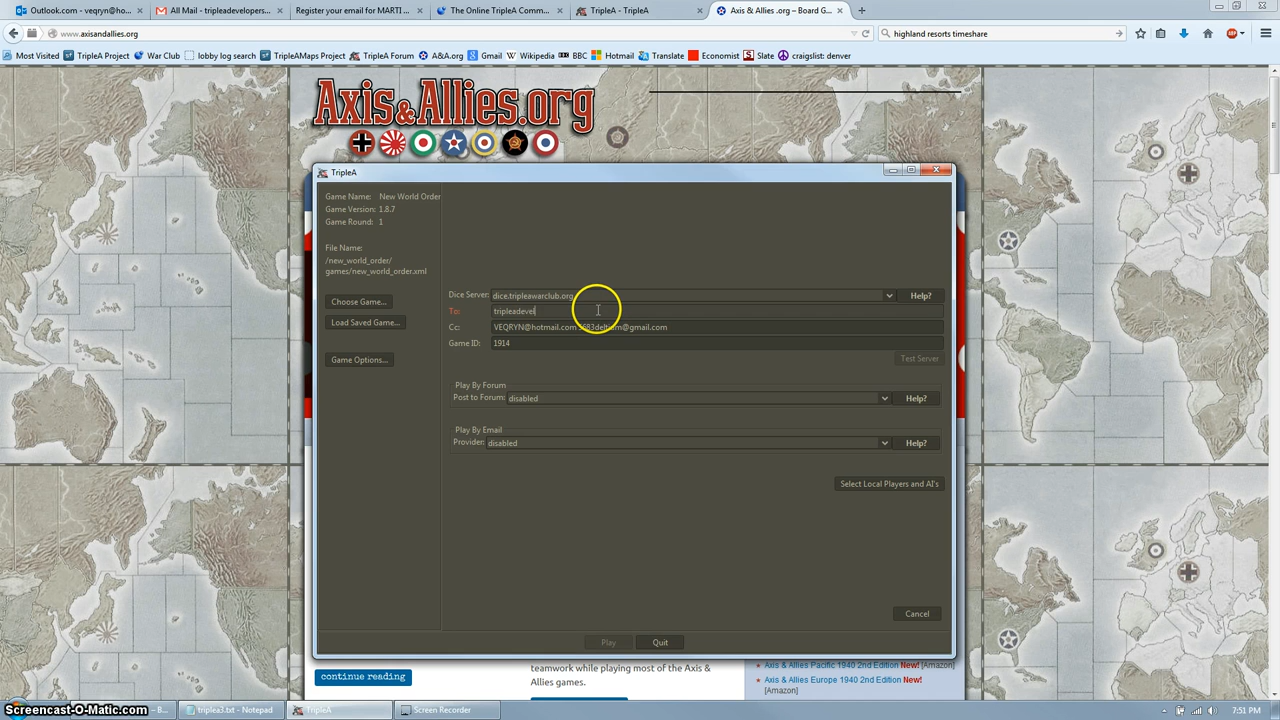 Outlook.com - veqryn@ho...
All Mail - tripleadevelopers...
Register your email for MARTI ...
The Online TripleA Comm...
TripleA - TripleA
Axis & Allies .org – Board G...
www.axisandallies.org
highland resorts timeshare
Most Visited
TripleA Project
War Club
lobby log search
TripleAMaps Project
TripleA Forum
A&A.org
Gmail
Wikipedia
BBC
Hotmail
Translate
Economist
Slate
craigslist: denver
Axis&Allies.org
TripleA
Game Name: New World Order
Game Version: 1.8.7
Game Round: 1
File Name:
/new_world_order/
games/new_world_order.xml
Choose Game...
Load Saved Game...
Game Options...
Dice Server: dice.tripleawarclub.org
Help?
To: tripleadevel
Cc: VEQRYN@hotmail.com
Game ID: 1914
Test Server
Play By Forum
Post to Forum: disabled
Help?
Play By Email
Provider: disabled
Help?
Select Local Players and AI's
Cancel
Play
Quit
continue reading
teamwork while playing most of the Axis &
Allies games.
Axis & Allies Pacific 1940 2nd Edition New! [Amazon]
Axis & Allies Europe 1940 2nd Edition New!
[Amazon]
Screencast-O-Matic.com
triplea3.txt - Notepad
TripleA
Screen Recorder
7:51 PM